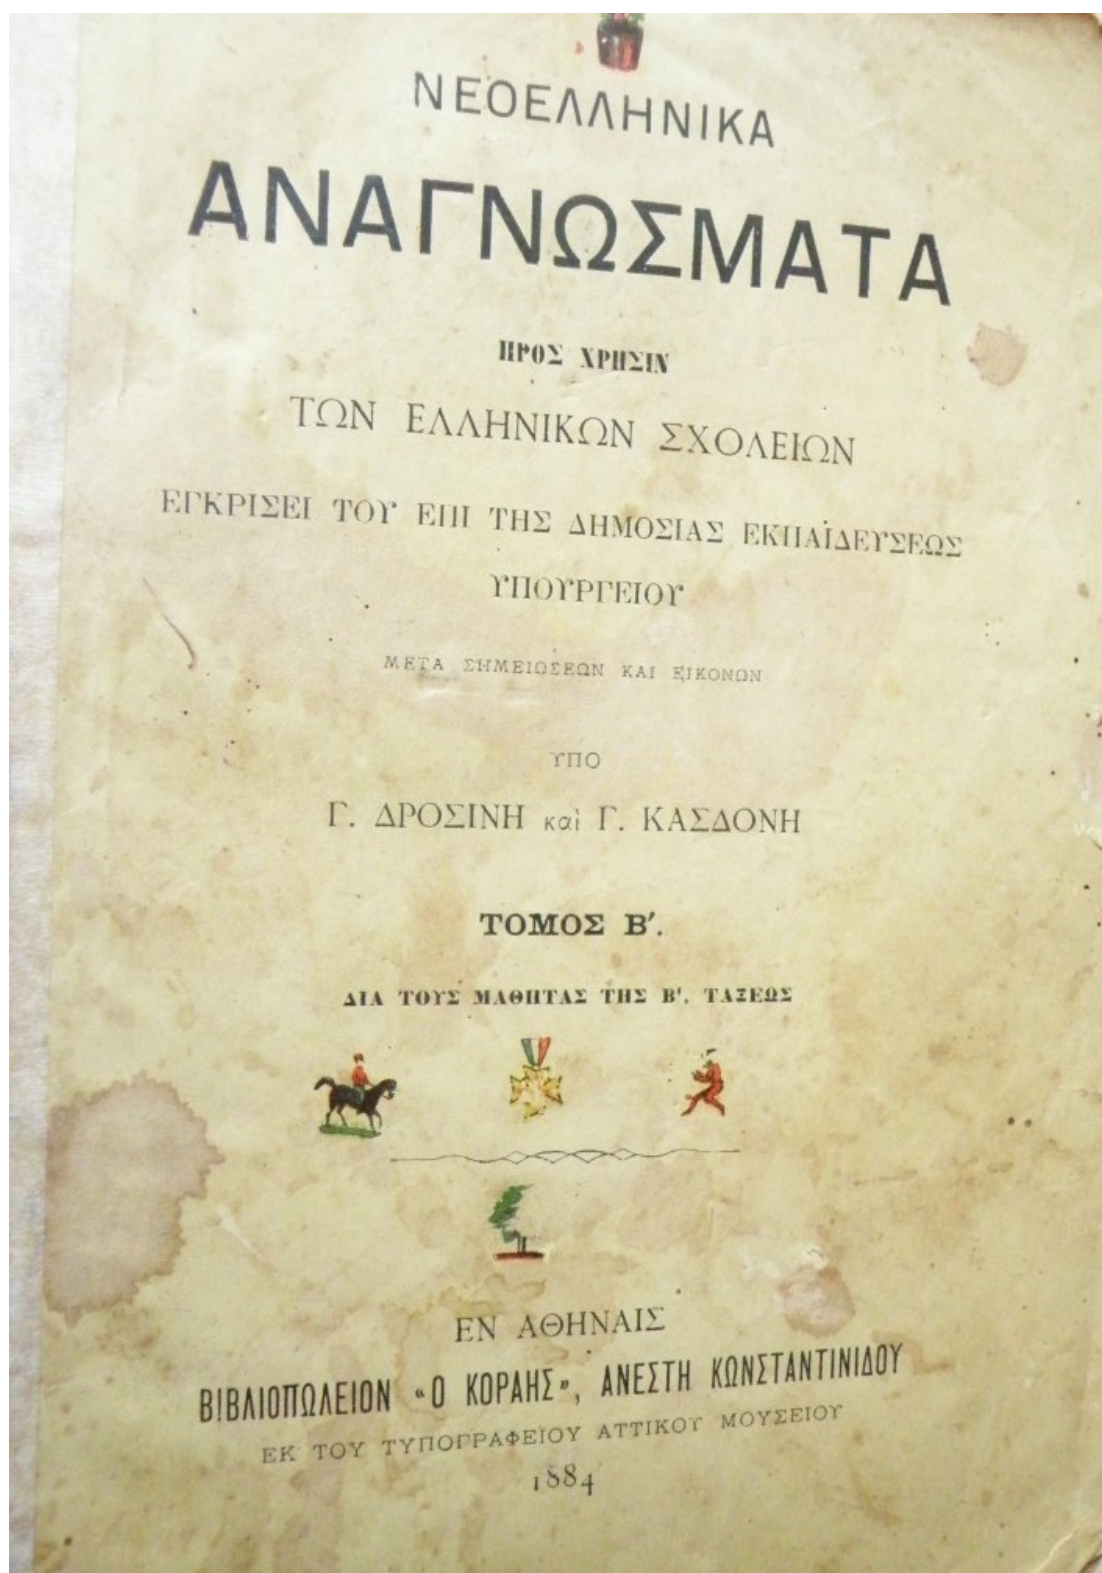 ΝΕΟΕΛΛΗΝΙΚΑ
ΑΝΑΓΝΩΣΜΑΤΑ
ΠΡΟΣ ΧΡΗΣΙΝ
ΤΩΝ ΕΛΛΗΝΙΚΩΝ ΣΧΟΛΕΙΩΝ
ΕΓΚΡΙΣΕΙ ΤΟΥ ΕΠΙ ΤΗΣ ΔΗΜΟΣΙΑΣ ΕΚΠΑΙΔΕΥΣΕΩΣ
ΥΠΟΥΡΓΕΙΟΥ
ΜΕΤΑ ΣΗΜΕΙΩΣΕΩΝ ΚΑΙ ΕΙΚΟΝΩΝ
ΥΠΟ
Γ. ΔΡΟΣΙΝΗ καὶ Γ. ΚΑΣΔΟΝΗ
ΤΟΜΟΣ Β'.
ΔΙΑ ΤΟΥΣ ΜΑΘΗΤΑΣ ΤΗΣ Β'. ΤΑΞΕΩΣ
ΕΝ ΑΘΗΝΑΙΣ
ΒΙΒΛΙΟΠΩΛΕΙΟΝ «Ο ΚΟΡΑΗΣ», ΑΝΕΣΤΗ ΚΩΝΣΤΑΝΤΙΝΙΔΟΥ
ΕΚ ΤΟΥ ΤΥΠΟΓΡΑΦΕΙΟΥ ΑΤΤΙΚΟΥ ΜΟΥΣΕΙΟΥ
1884